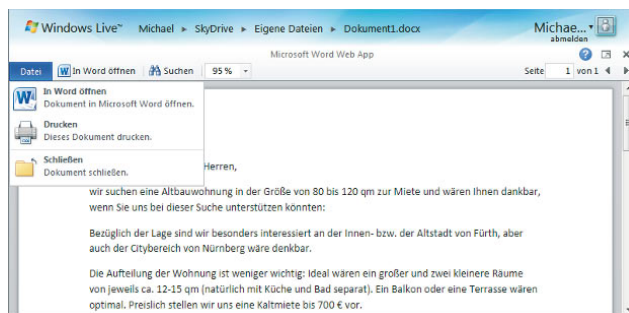 Windows Live™ Michael ▸ SkyDrive ▸ Eigene Dateien ▸ Dokument1.docx Michae...
abmelden
Microsoft Word Web App
Datei In Word öffnen Suchen 95 % Seite 1 von 1
In Word öffnen
Dokument in Microsoft Word öffnen.
Drucken
Dieses Dokument drucken.
Schließen
Dokument schließen.
Herren,
wir suchen eine Altbauwohnung in der Größe von 80 bis 120 qm zur Miete und wären Ihnen dankbar,
wenn Sie uns bei dieser Suche unterstützen könnten:
Bezüglich der Lage sind wir besonders interessiert an der Innen- bzw. der Altstadt von Fürth, aber
auch der Citybereich von Nürnberg wäre denkbar.
Die Aufteilung der Wohnung ist weniger wichtig: Ideal wären ein großer und zwei kleinere Räume
von jeweils ca. 12-15 qm (natürlich mit Küche und Bad separat). Ein Balkon oder eine Terrasse wären
optimal. Preislich stellen wir uns eine Kaltmiete bis 700 € vor.